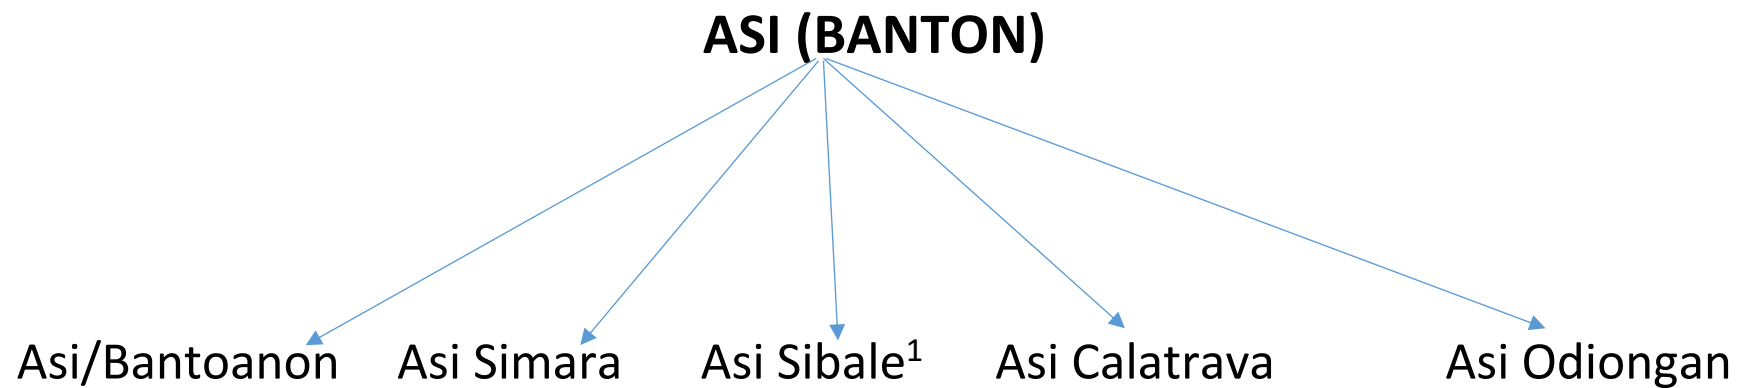 ASI (BANTON)
Asi/Bantoanon Asi Simara Asi Sibale¹ Asi Calatrava Asi Odiongan